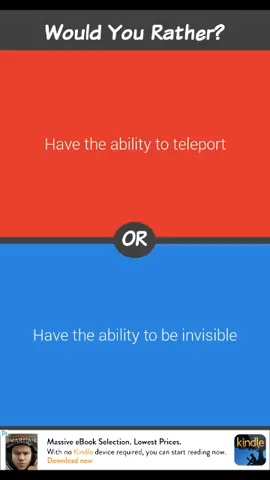 Would You Rather?
Have the ability to teleport
OR
Have the ability to be invisible
Massive eBook Selection. Lowest Prices.
With no Kindle device required, you can start reading now.
Download now
kindle